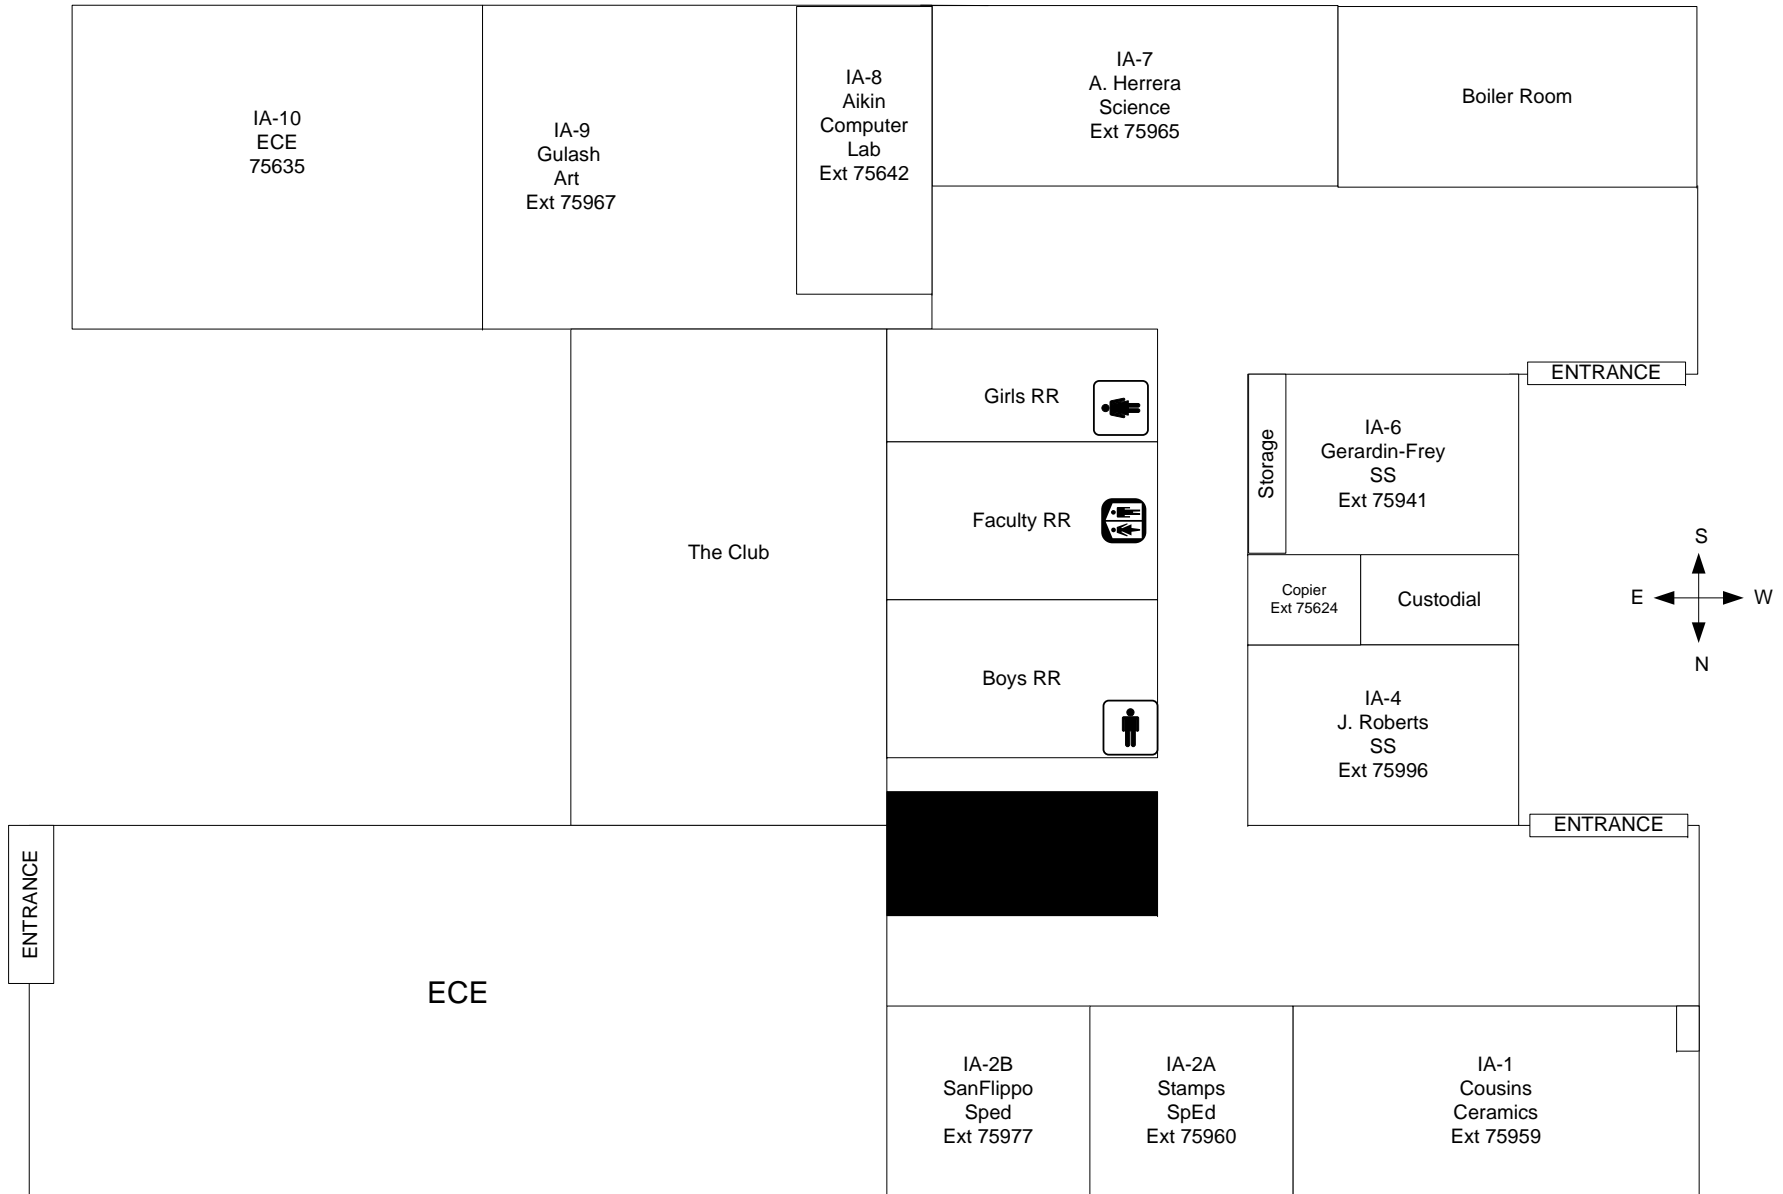 IA-10
ECE
75635
IA-9
Gulash
Art
Ext 75967
IA-8
Aikin
Computer
Lab
Ext 75642
IA-7
A. Herrera
Science
Ext 75965
Boiler Room
ENTRANCE
Girls RR
Storage
IA-6
Gerardin-Frey
SS
Ext 75941
Faculty RR
The Club
Copier
Ext 75624
Custodial
S
E
W
N
Boys RR
IA-4
J. Roberts
SS
Ext 75996
ENTRANCE
ENTRANCE
ECE
IA-2B
SanFlippo
Sped
Ext 75977
IA-2A
Stamps
SpEd
Ext 75960
IA-1
Cousins
Ceramics
Ext 75959